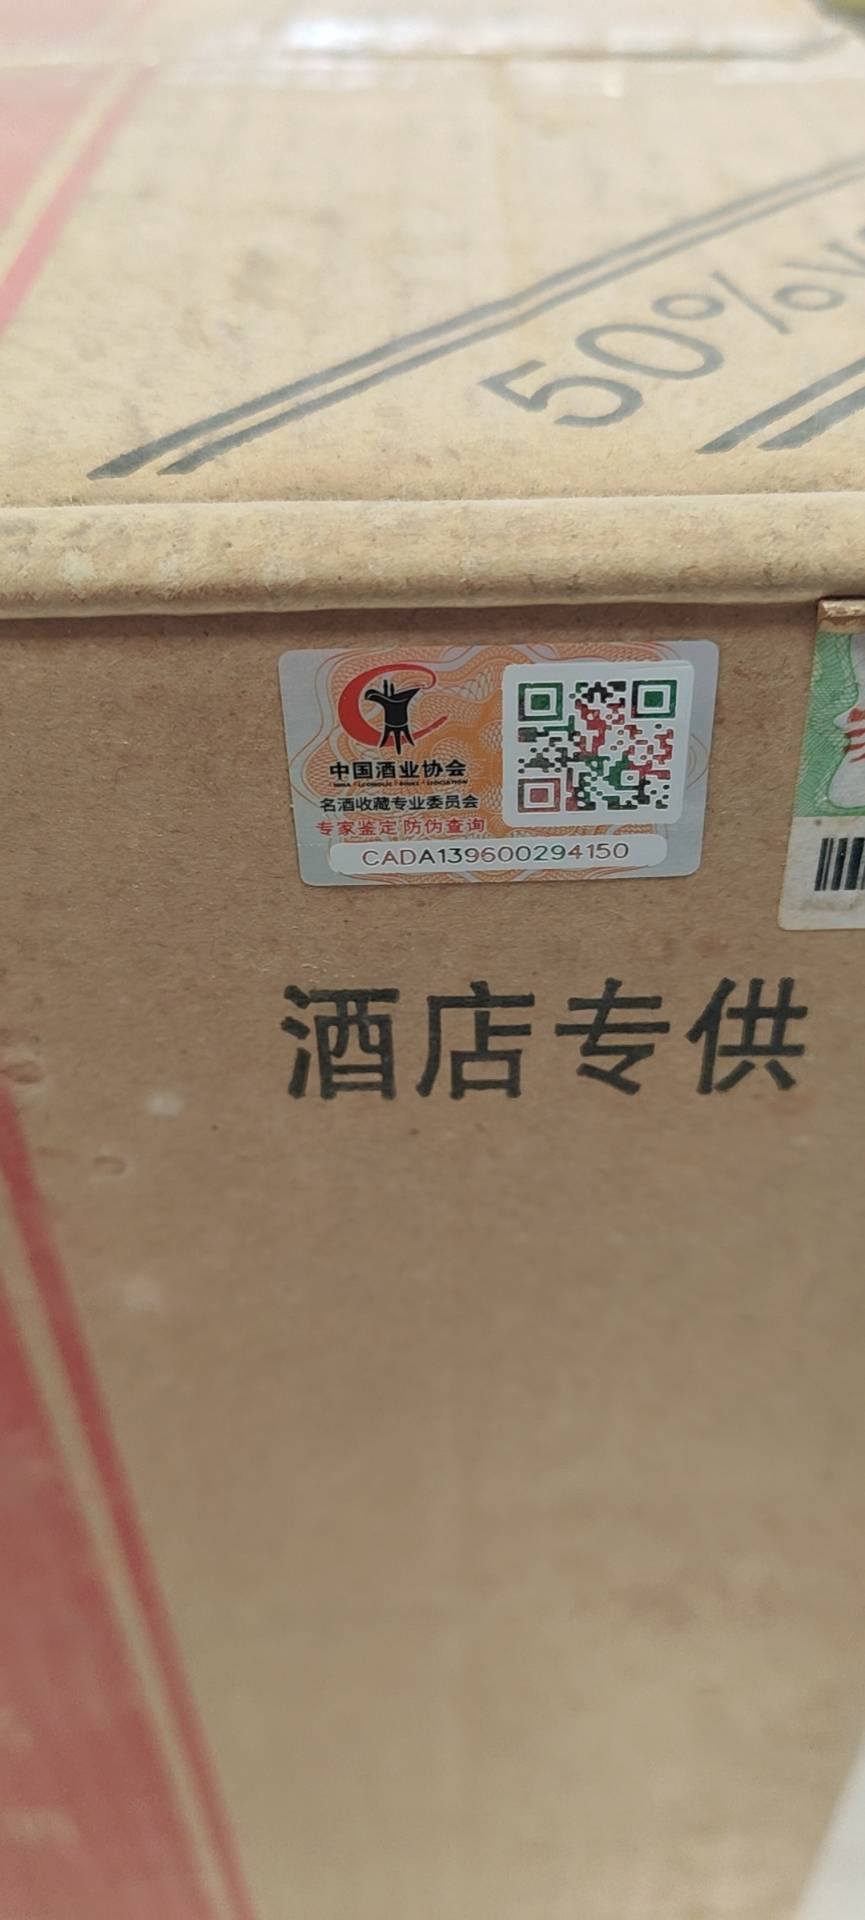 50%
中国酒业协会
名酒收藏专业委员会
专家鉴定 防伪查询
CADA139600294150
酒店专供